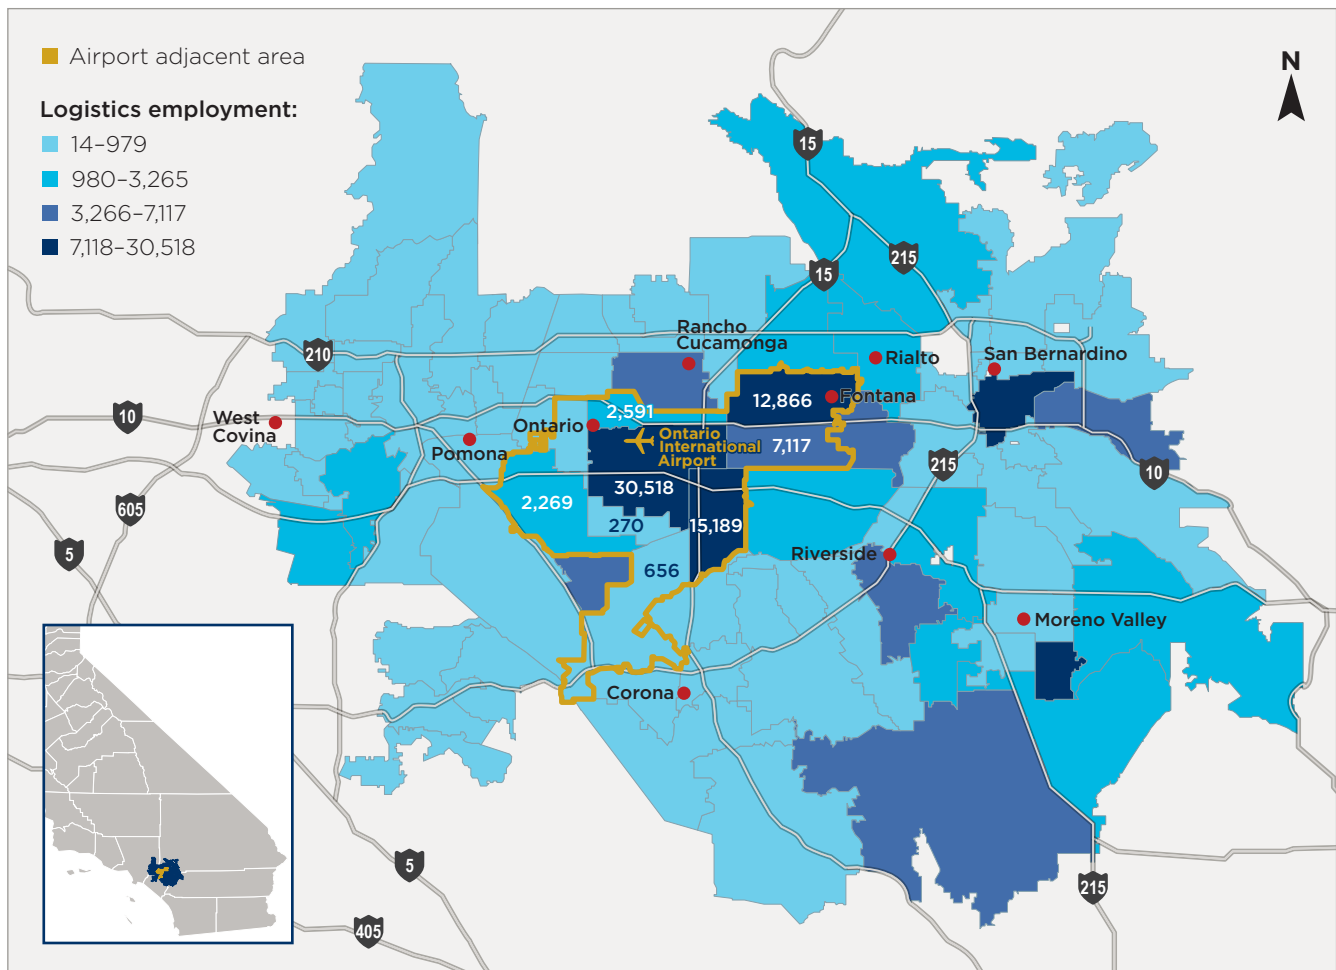 Airport adjacent area
Logistics employment:
14–979
980–3,265
3,266–7,117
7,118–30,518
N
15
215
15
Rancho
Cucamonga
210
Rialto
San Bernardino
12,866
Fontana
10
West
Covina
2,591
Ontario
Pomona
Ontario
International
Airport
7,117
215
10
605
2,269
30,518
270
15,189
5
Riverside
656
Moreno Valley
Corona
5
215
405